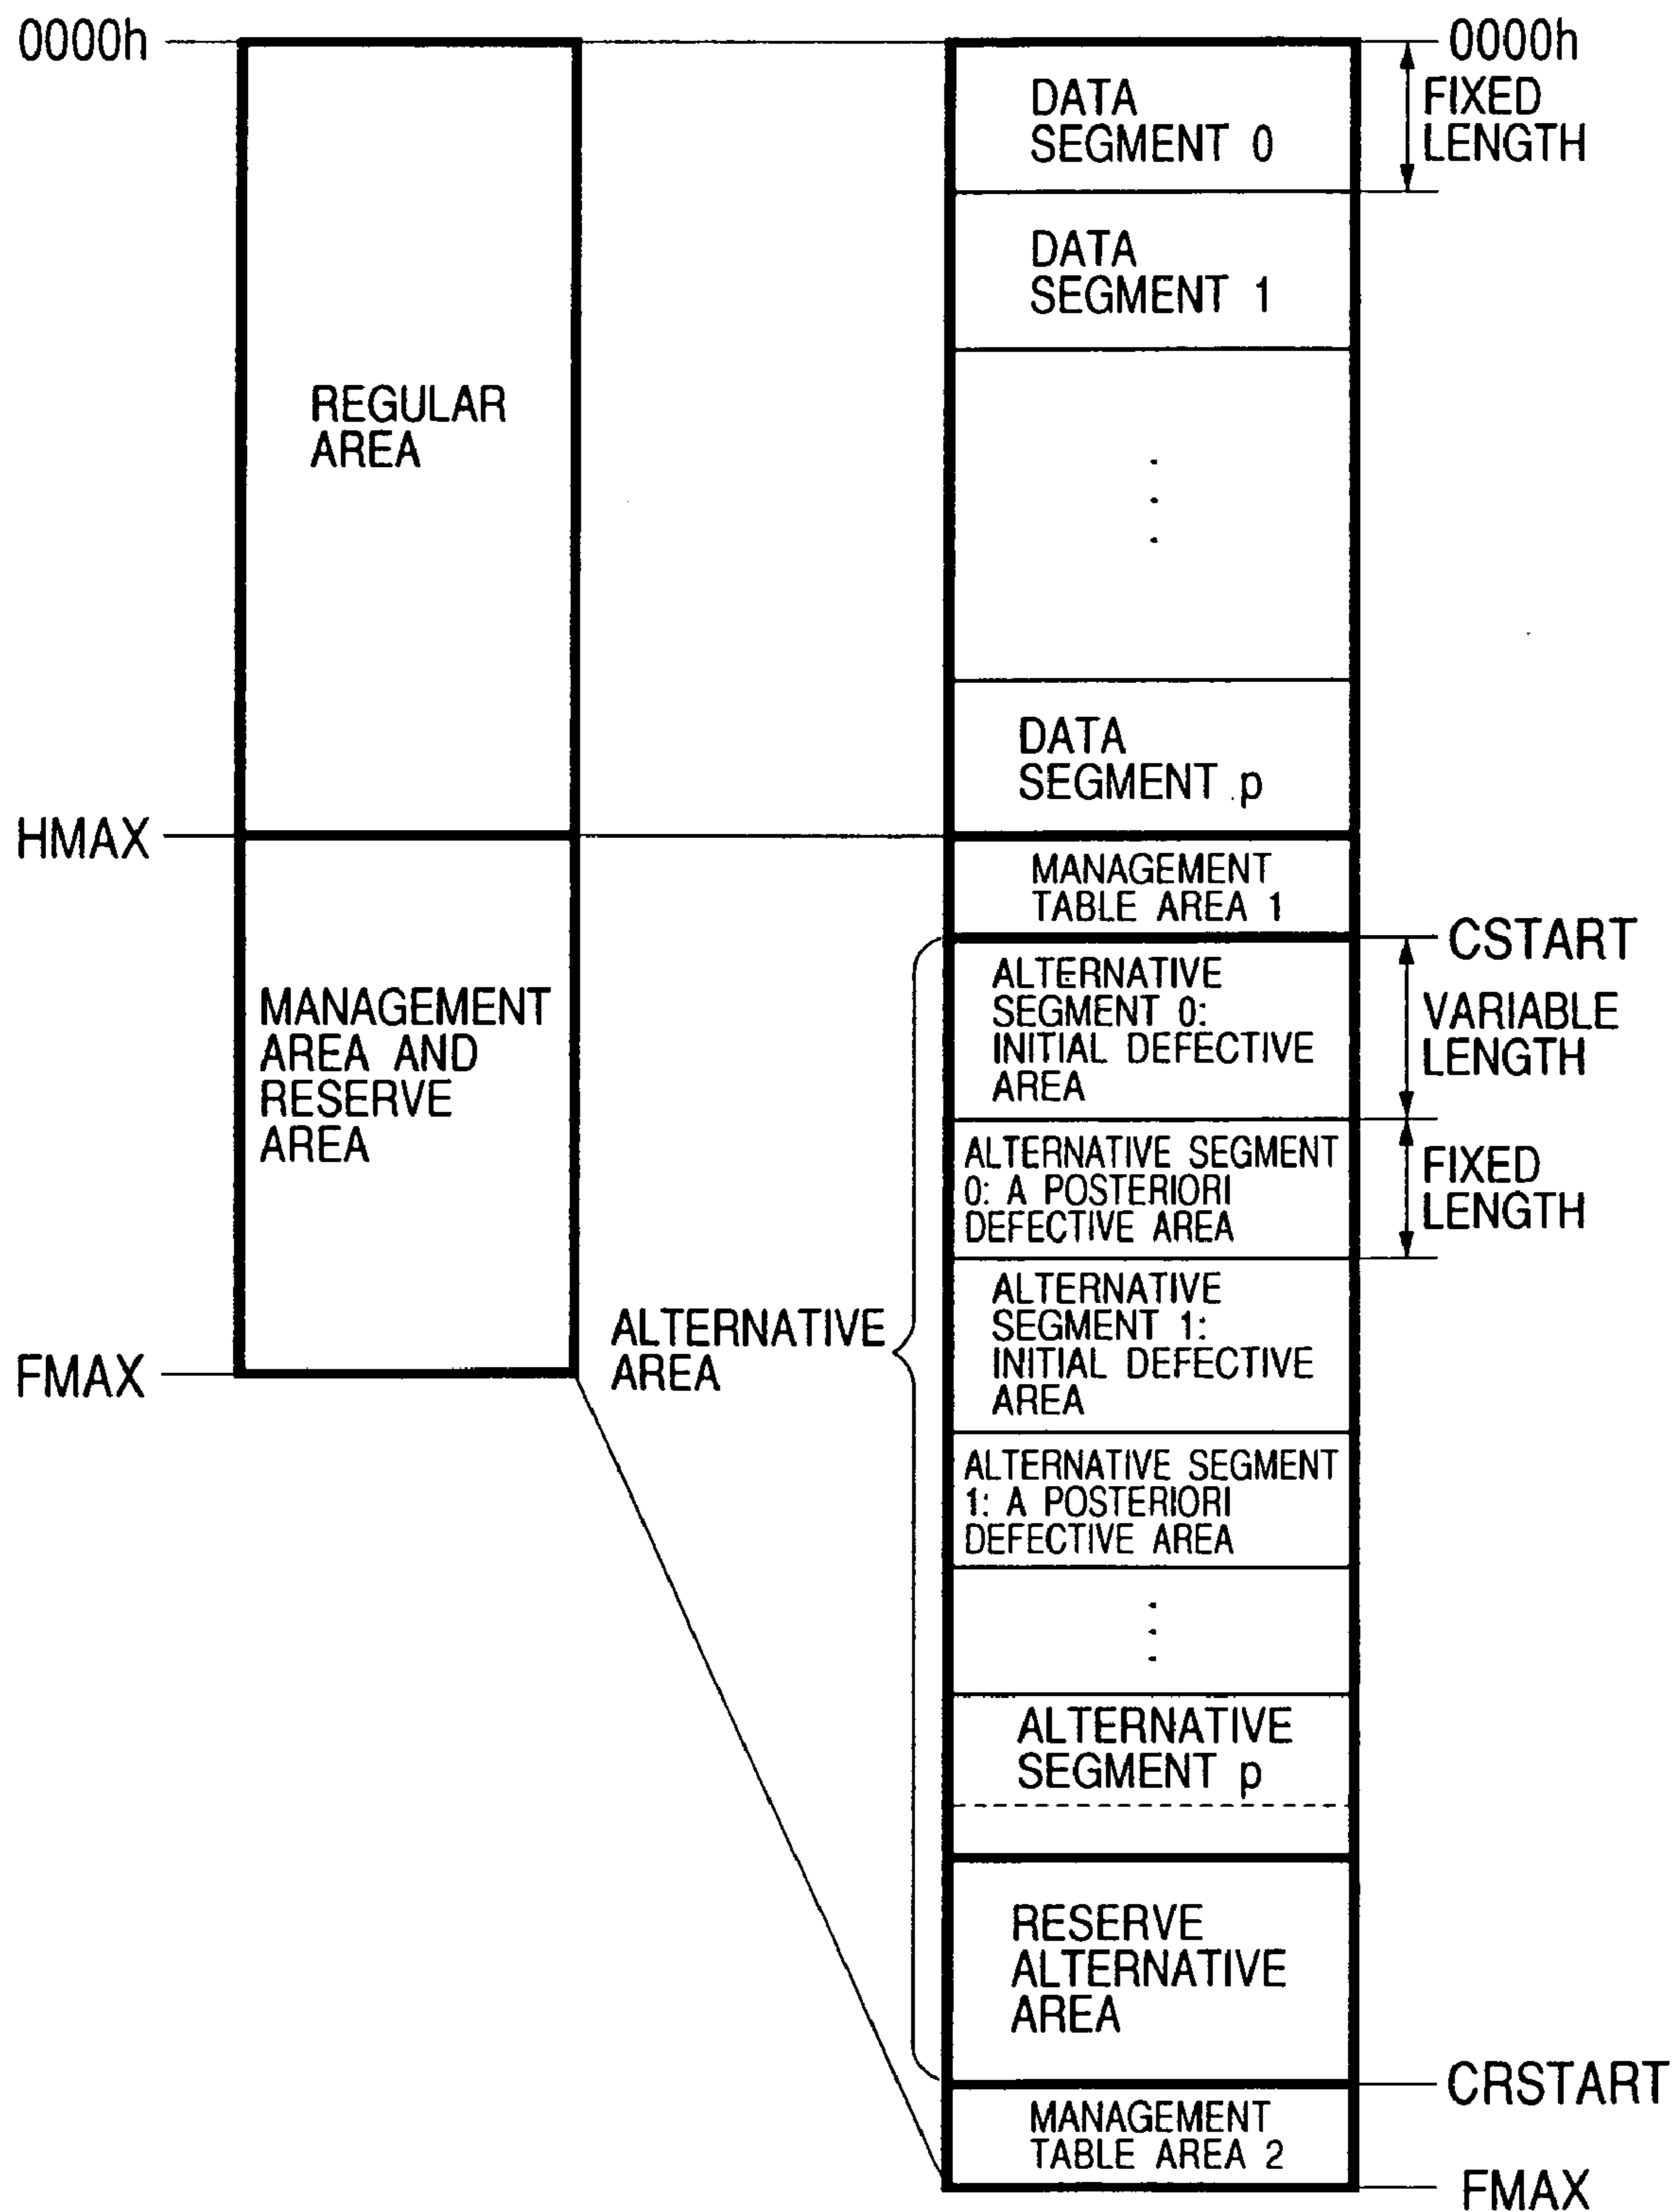 0000h
0000h
DATA
SEGMENT 0
FIXED
LENGTH
DATA
SEGMENT 1
REGULAR
AREA
DATA
SEGMENT p
HMAX
MANAGEMENT
TABLE AREA 1
CSTART
ALTERNATIVE
SEGMENT 0:
INITIAL DEFECTIVE
AREA
VARIABLE
LENGTH
MANAGEMENT
AREA AND
RESERVE
AREA
ALTERNATIVE SEGMENT
0: A POSTERIORI
DEFECTIVE AREA
FIXED
LENGTH
ALTERNATIVE
SEGMENT 1:
INITIAL DEFECTIVE
AREA
ALTERNATIVE
AREA
FMAX
ALTERNATIVE SEGMENT
1: A POSTERIORI
DEFECTIVE AREA
ALTERNATIVE
SEGMENT p
RESERVE
ALTERNATIVE
AREA
CRSTART
MANAGEMENT
TABLE AREA 2
FMAX